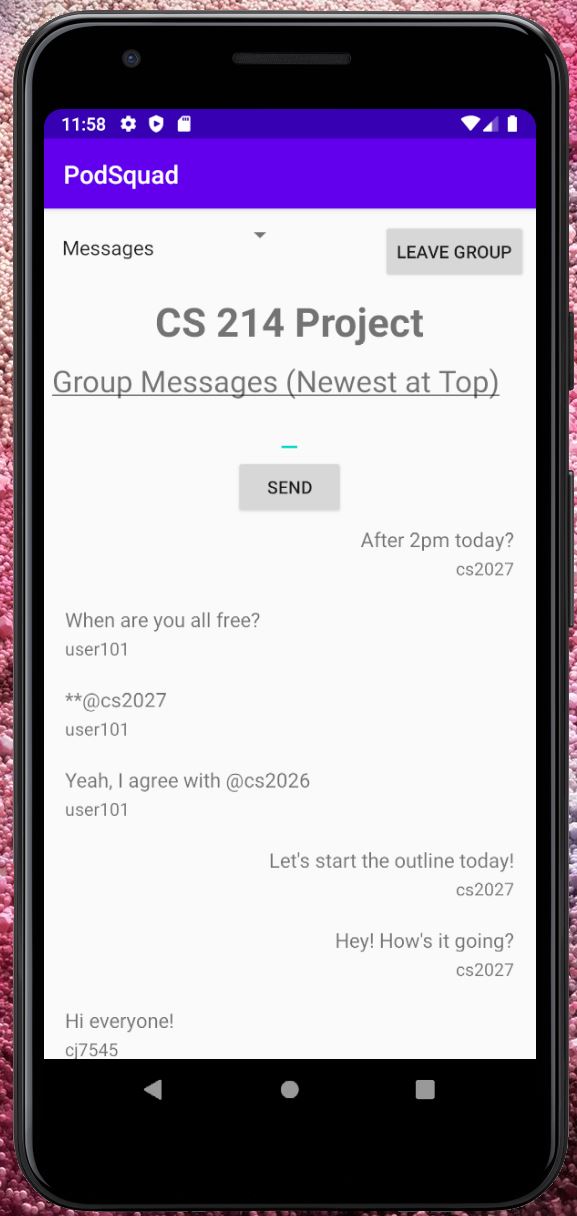 11:58
PodSquad
Messages
LEAVE GROUP
CS 214 Project
Group Messages (Newest at Top)
SEND
After 2pm today?
cs2027
When are you all free?
user101
**@cs2027
user101
Yeah, I agree with @cs2026
user101
Let's start the outline today!
cs2027
Hey! How's it going?
cs2027
Hi everyone!
cj7545